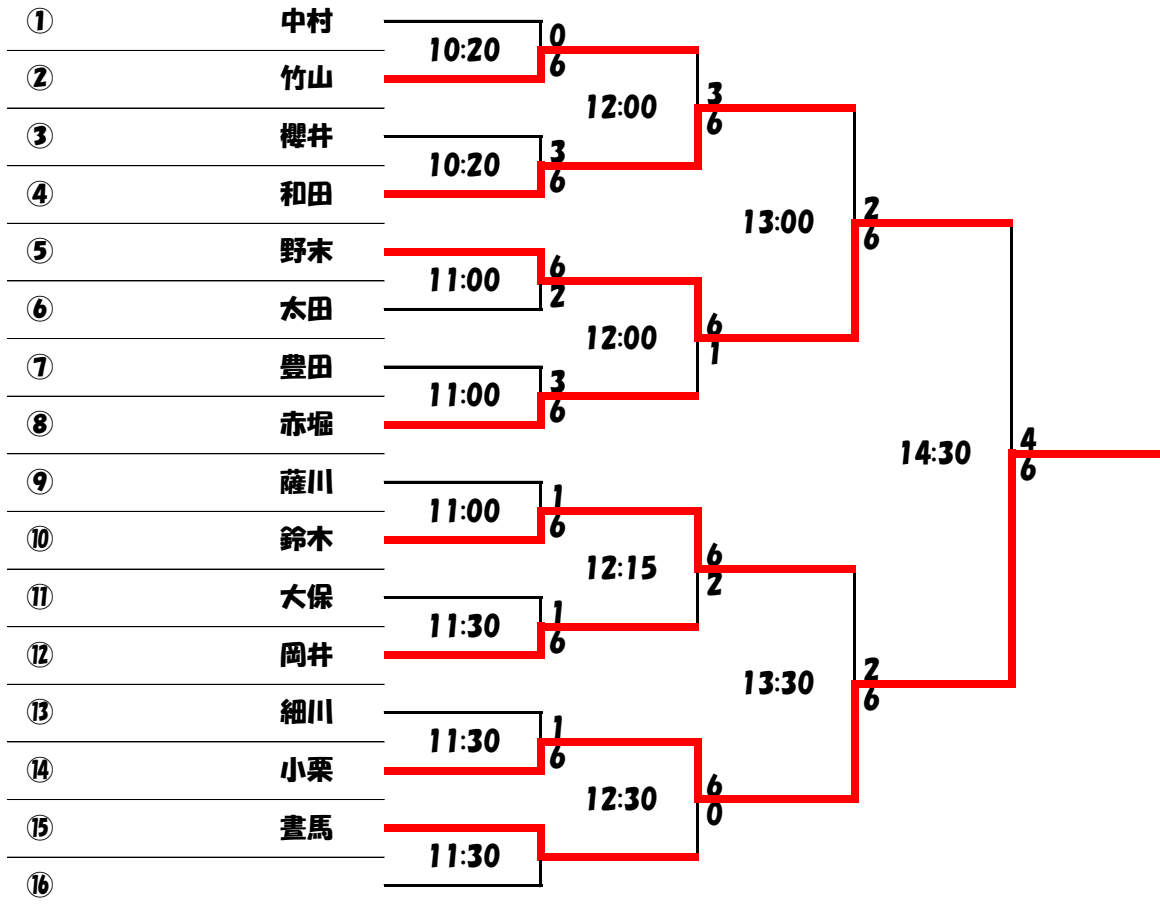 ① 中村
10:20 0
6
② 竹山
12:00 3
6
③ 櫻井
10:20 3
6
④ 和田
13:00 2
6
⑤ 野末
11:00 6
2
⑥ 太田
12:00 6
1
⑦ 豊田
11:00 3
6
⑧ 赤堀
14:30 4
6
⑨ 薩川
11:00 1
6
⑩ 鈴木
12:15 6
2
⑪ 大保
11:30 1
6
⑫ 岡井
13:30 2
6
⑬ 細川
11:30 1
6
⑭ 小栗
12:30 6
0
⑮ 晝馬
11:30
⑯